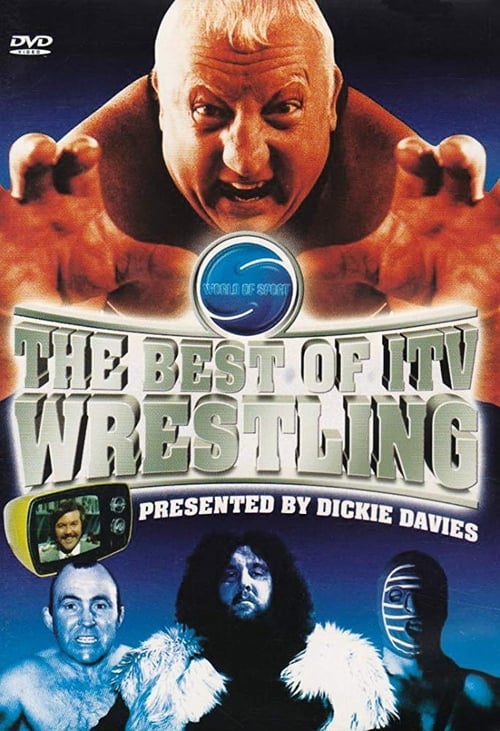 DVD
VIDEO
WORLD OF SPORT
THE BEST OF ITV
WRESTLING
PRESENTED BY DICKIE DAVIES